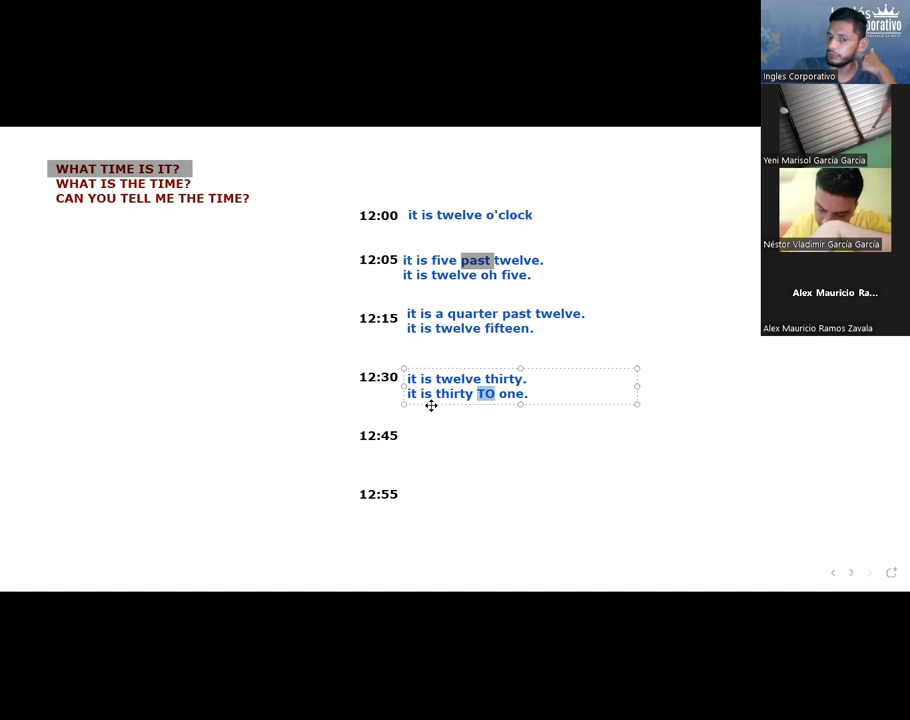 WHAT TIME IS IT?
WHAT IS THE TIME?
CAN YOU TELL ME THE TIME?
12:00 it is twelve o'clock
12:05 it is five past twelve.
it is twelve oh five.
12:15 it is a quarter past twelve.
it is twelve fifteen.
12:30 it is twelve thirty.
it is thirty TO one.
12:45
12:55
3
Ingles Corporativo
Yeni Marisol Garcia Garcia
Néstor Vladimir García García
Alex Mauricio Ra...
Alex Mauricio Ramos Zavala